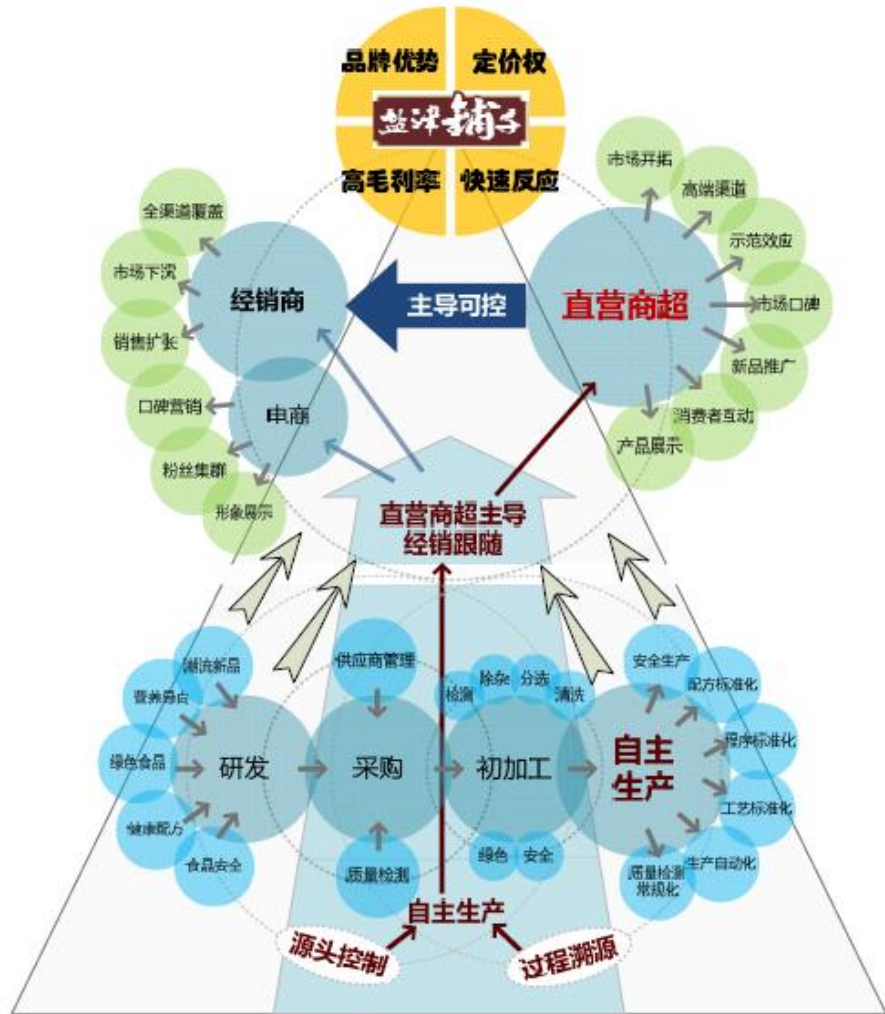 品牌优势
定价权
盐津铺子
高毛利率
快速反应
市场开拓
高端渠道
示范效应
市场口碑
新品推广
消费者互动
产品展示
直营商超
主导可控
经销商
全渠道覆盖
市场下沉
销售扩张
电商
口碑营销
粉丝集群
形象展示
直营商超主导
经销跟随
潮流新品
营养易点
绿色食品
健康配方
食品安全
研发
供应商管理
采购
质量检测
检测
除杂
分选
清洗
初加工
绿色
安全
自主
生产
安全生产
配方标准化
程序标准化
工艺标准化
生产自动化
质量检测
常规化
自主生产
源头控制
过程溯源